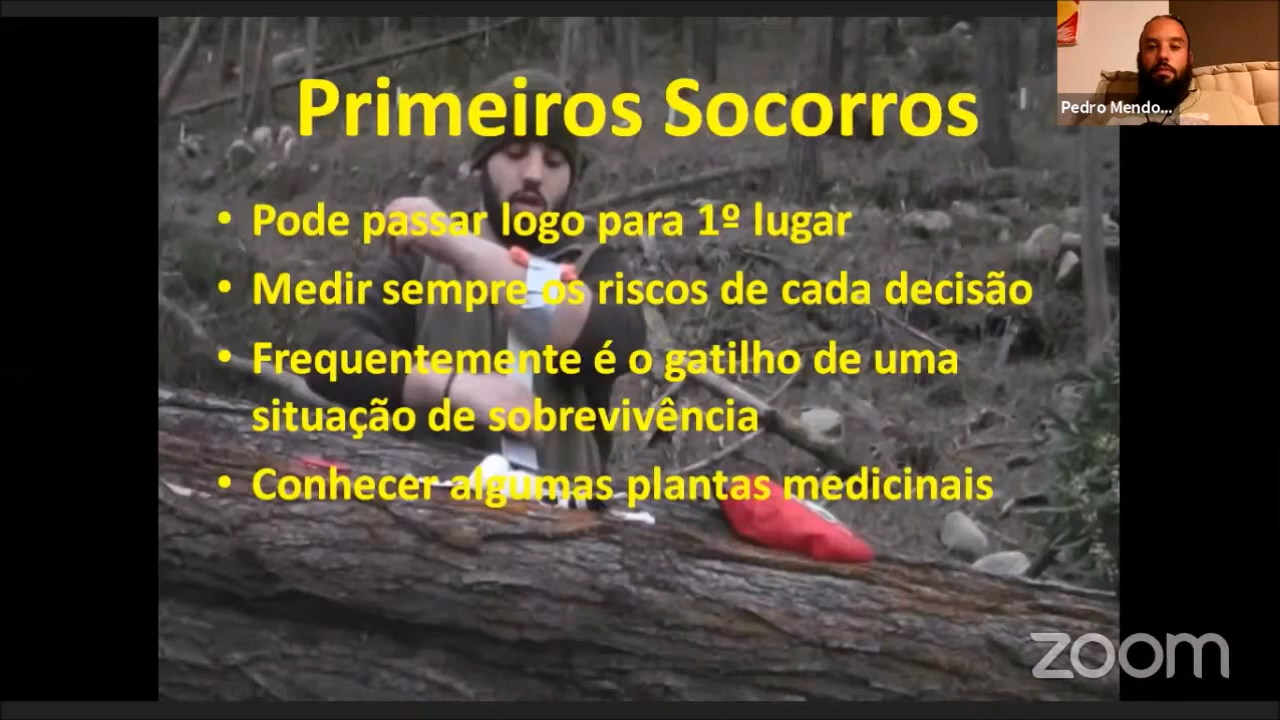 Primeiros Socorros
Pedro Mendo...
• Pode passar logo para 1º lugar
• Medir sempre os riscos de cada decisão
• Frequentemente é o gatilho de uma
situação de sobrevivência
• Conhecer algumas plantas medicinais
zoom